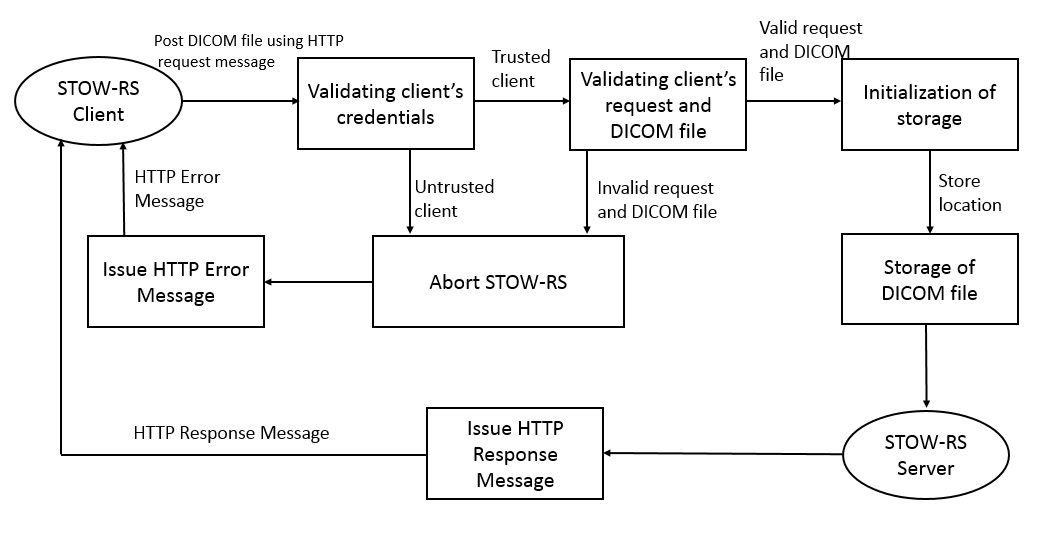 Post DICOM file using HTTP
request message
STOW-RS
Client
Validating client's
credentials
Trusted
client
Validating client's
request and
DICOM file
Valid request
and DICOM
file
Initialization of
storage
HTTP Error
Message
Untrusted
client
Invalid request
and DICOM file
Store
location
Issue HTTP Error
Message
Abort STOW-RS
Storage of
DICOM file
HTTP Response Message
Issue HTTP
Response
Message
STOW-RS
Server